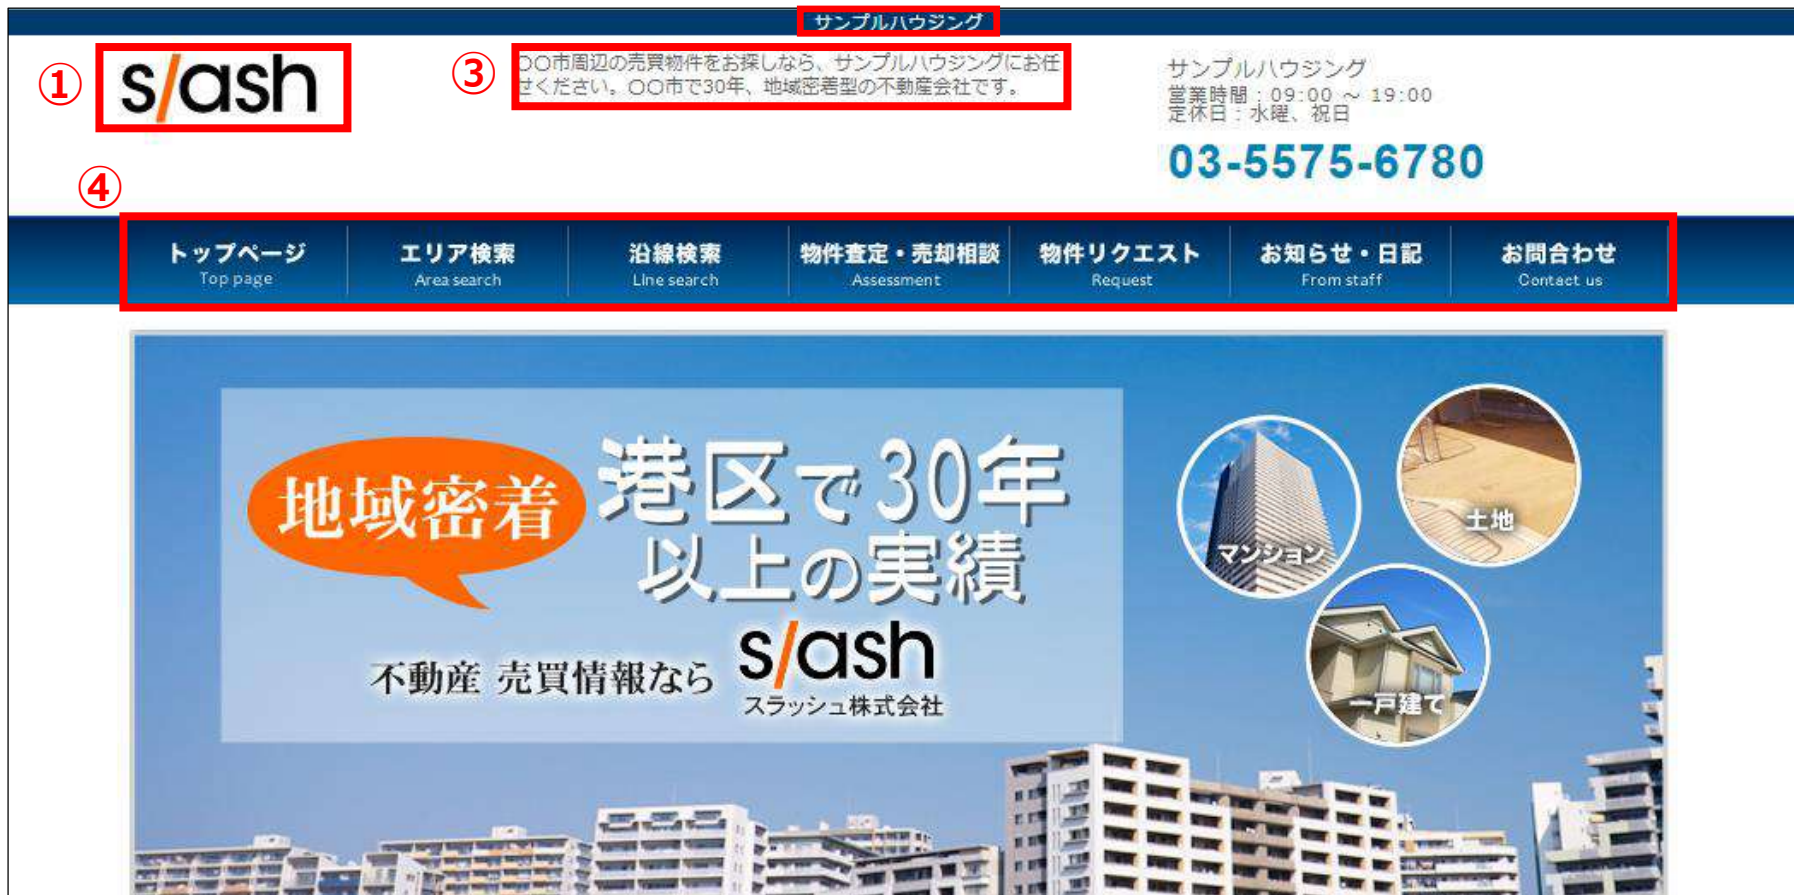 サンプルハウジング
①
s/ash
③
〇〇市周辺の売買物件をお探しなら、サンプルハウジングにお任
せください。〇〇市で30年、地域密着型の不動産会社です。
サンプルハウジング
営業時間：09:00 ～ 19:00
定休日：水曜、祝日
03-5575-6780
④
トップページ
Top page
エリア検索
Area search
沿線検索
Line search
物件査定・売却相談
Assessment
物件リクエスト
Request
お知らせ・日記
From staff
お問合わせ
Contact us
地域密着
港区で30年
以上の実績
不動産 売買情報なら
s/ash
スラッシュ株式会社
マンション
土地
一戸建て